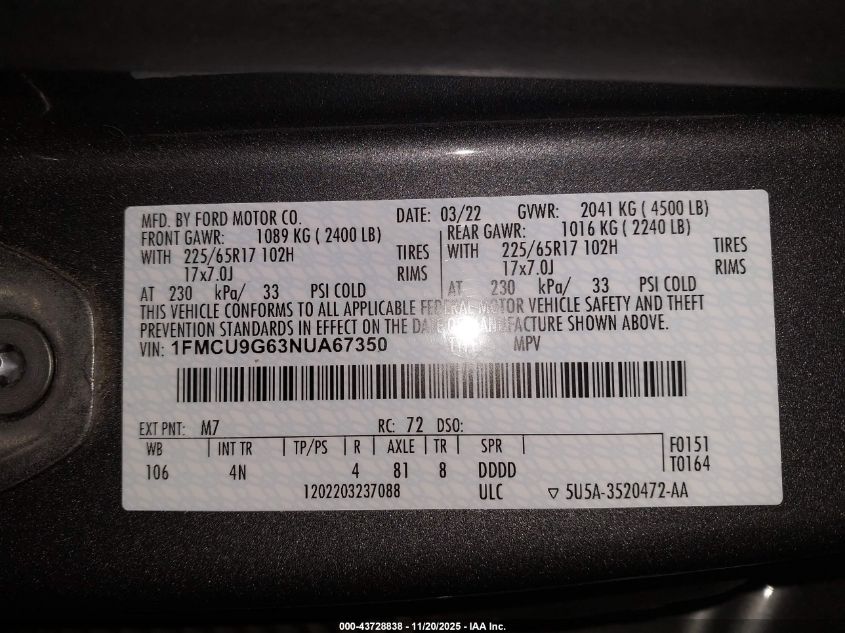 MFD. BY FORD MOTOR CO. DATE: 03/22 GVWR: 2041 KG ( 4500 LB)
FRONT GAWR: 1089 KG ( 2400 LB) REAR GAWR: 1016 KG ( 2240 LB)
WITH 225/65R17 102H TIRES WITH 225/65R17 102H TIRES
17x7.0J RIMS 17x7.0J RIMS
AT 230 kPa/ 33 PSI COLD AT 230 kPa/ 33 PSI COLD
THIS VEHICLE CONFORMS TO ALL APPLICABLE FEDERAL MOTOR VEHICLE SAFETY AND THEFT
PREVENTION STANDARDS IN EFFECT ON THE DATE OF MANUFACTURE SHOWN ABOVE.
VIN: 1FMCU9G63NUA67350 TYPE: MPV
EXT PNT: M7 RC: 72 DSO:
WB | INT TR | TP/PS | R | AXLE | TR | SPR F0151
106 4N 4 81 8 DDDD T0164
1202203237088 ULC ▽ 5U5A-3520472-AA
000-43728838 - 11/20/2025 - IAA Inc.